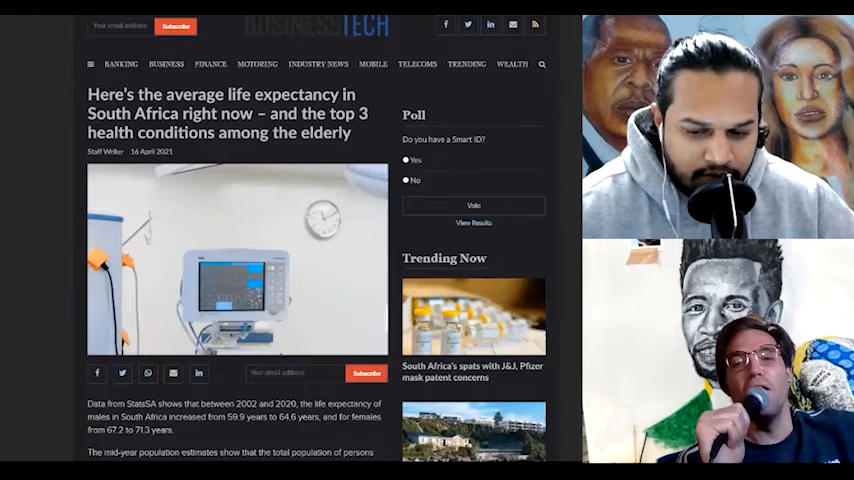 Your email address
Subscribe
BUSINESSTECH
BANKING BUSINESS FINANCE MOTORING INDUSTRY NEWS MOBILE TELECOMS TRENDING WEALTH
Here's the average life expectancy in
South Africa right now – and the top 3
health conditions among the elderly
Staff Writer 16 April 2021
Poll
Do you have a Smart ID?
Yes
No
Vote
View Results
Trending Now
South Africa's spats with J&J, Pfizer
mask patent concerns
Your email address
Subscribe
Data from StatsSA shows that between 2002 and 2020, the life expectancy of
males in South Africa increased from 59.9 years to 64.6 years, and for females
from 67.2 to 71.3 years.
The mid-year population estimates show that the total population of persons